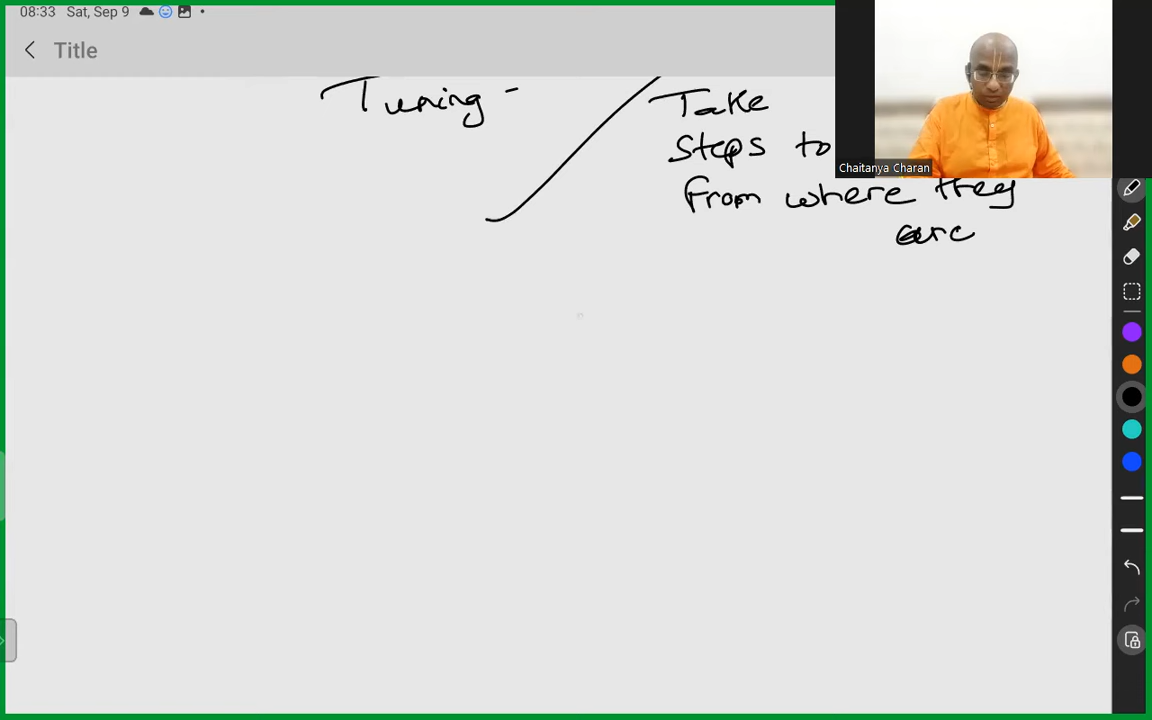 08:33 Sat, Sep 9
Title
Tuning -
Take
steps to
from where they
are
Chaitanya Charan